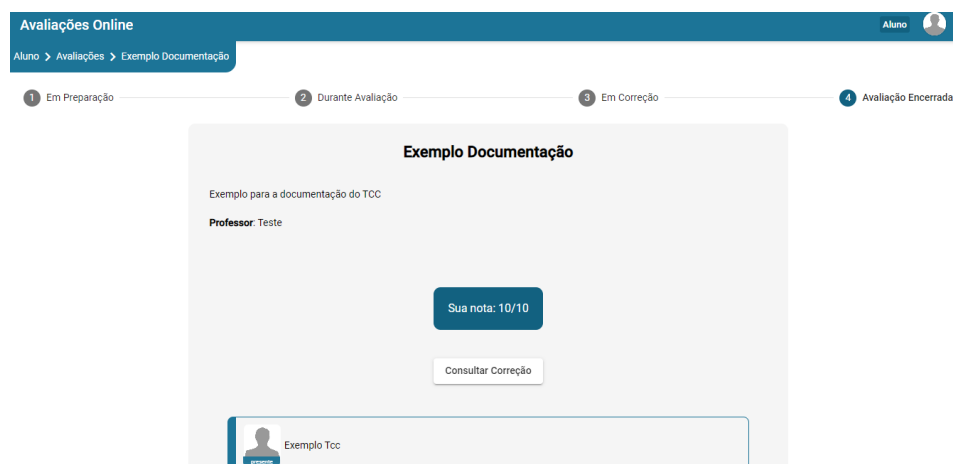 Avaliações Online
Aluno
Aluno > Avaliações > Exemplo Documentação
1 Em Preparação
2 Durante Avaliação
3 Em Correção
4 Avaliação Encerrada
Exemplo Documentação
Exemplo para a documentação do TCC
Professor: Teste
Sua nota: 10/10
Consultar Correção
Exemplo Tcc